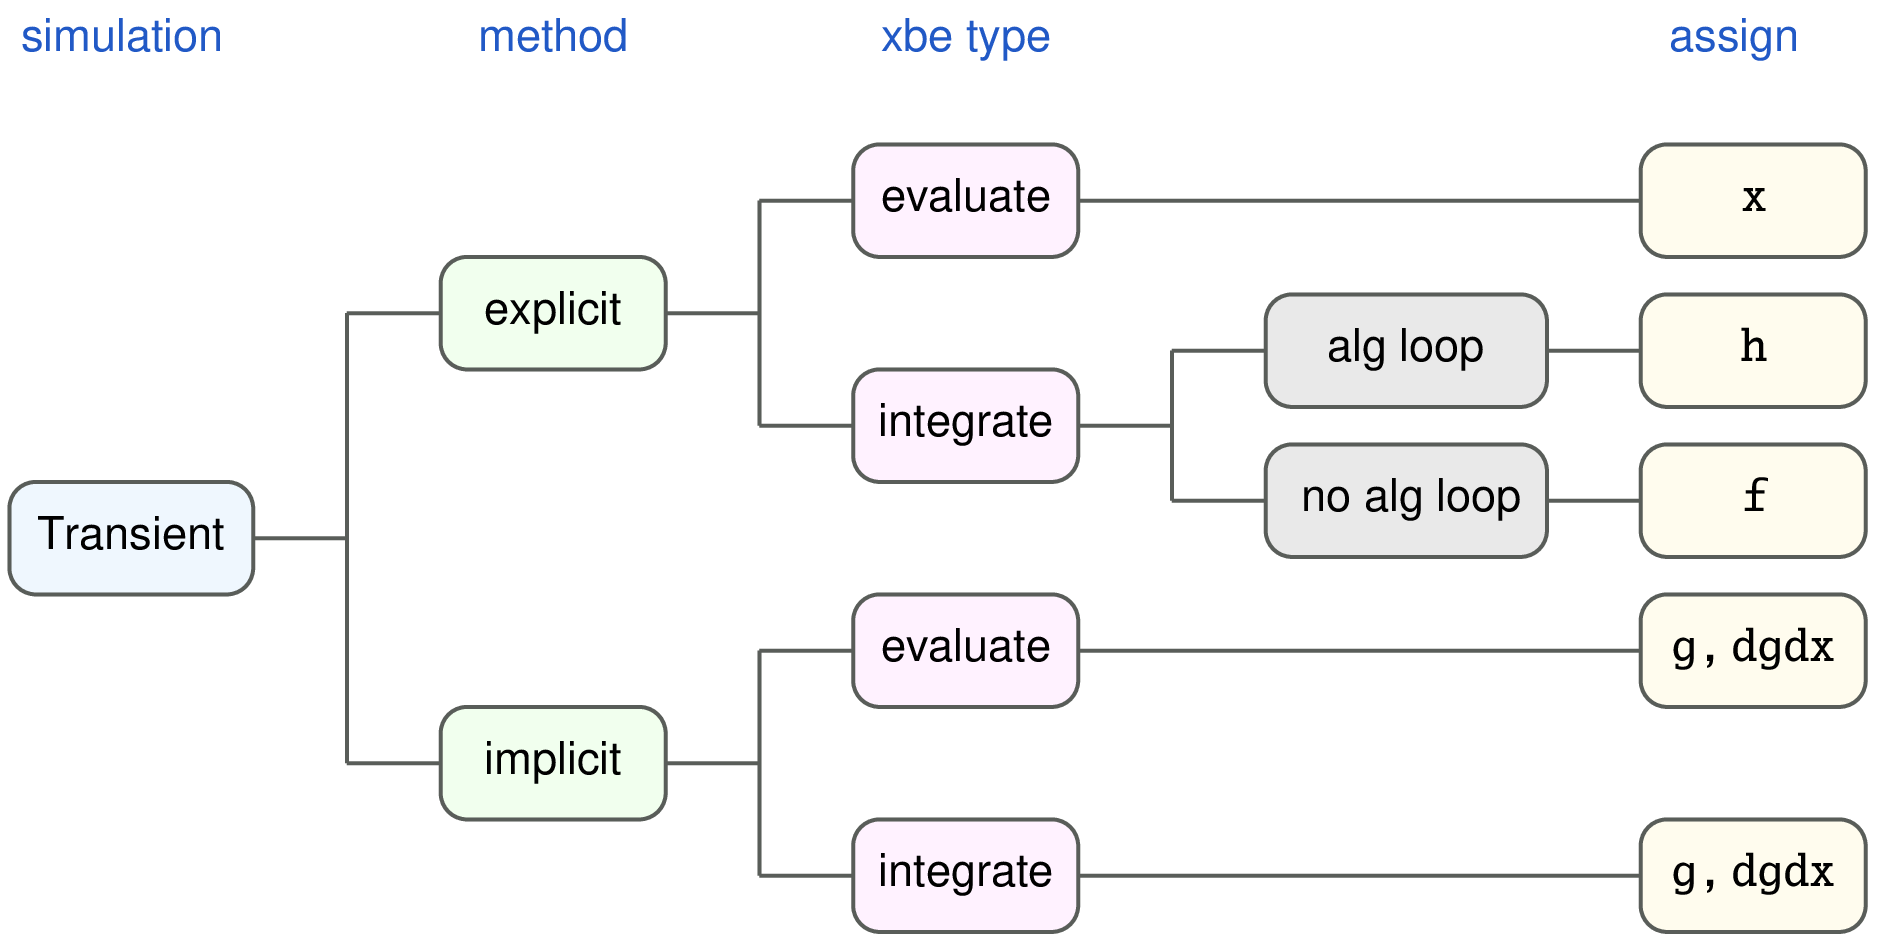 simulation method xbe type assign
evaluate x
explicit
alg loop h
integrate
no alg loop f
Transient
evaluate g, dgdx
implicit
integrate g, dgdx